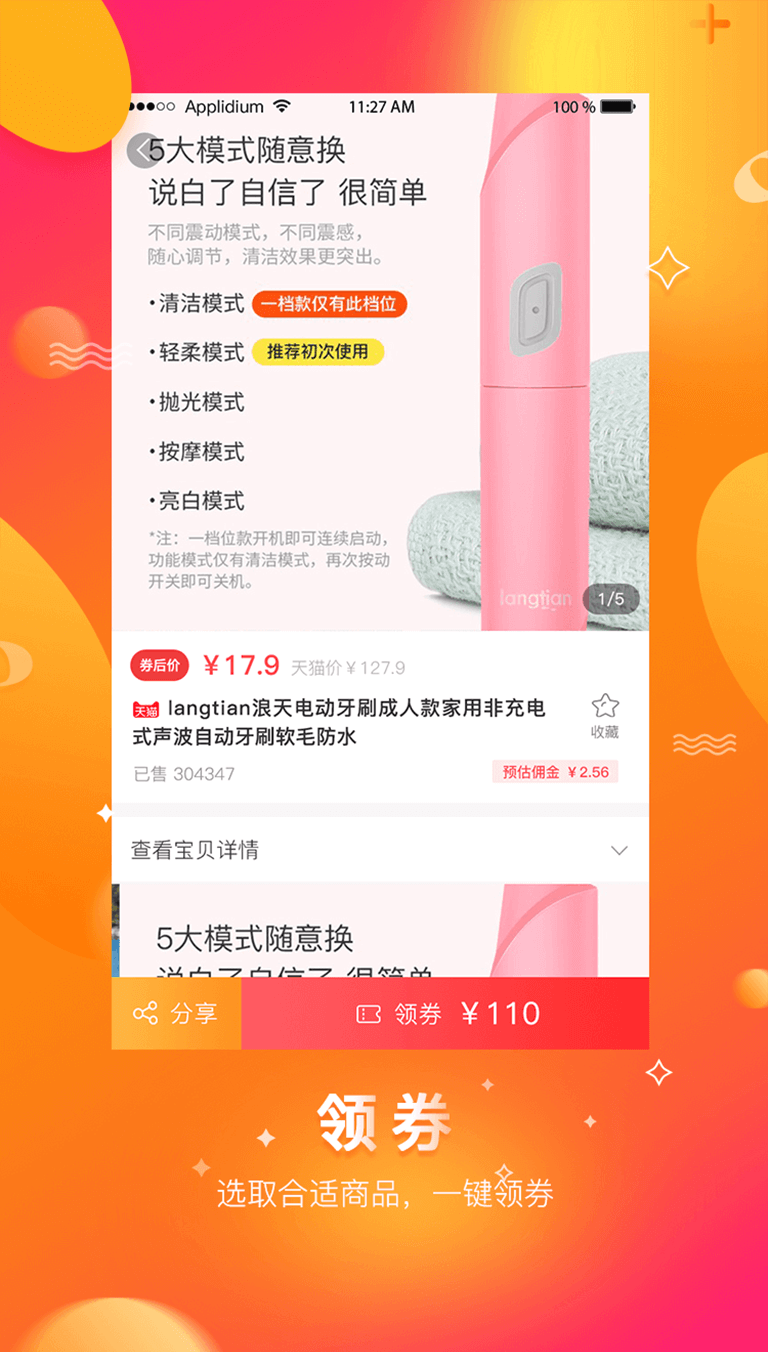 Applidium 11:27 AM 100 %
5大模式随意换
说白了自信了 很简单
不同震动模式，不同震感，
随心调节，清洁效果更突出。
·清洁模式 一档款仅有此档位
·轻柔模式 推荐初次使用
·抛光模式
·按摩模式
·亮白模式
*注：一档位款开机即可连续启动，
功能模式仅有清洁模式，再次按动
开关即可关机。
langtian 1/5
券后价 ¥17.9 天猫价¥127.9
天猫 langtian浪天电动牙刷成人款家用非充电
式声波自动牙刷软毛防水
收藏
已售 304347 预估佣金 ¥2.56
查看宝贝详情
5大模式随意换
说白了自信了 很简单
分享 领券 ¥110
领券
选取合适商品，一键领券